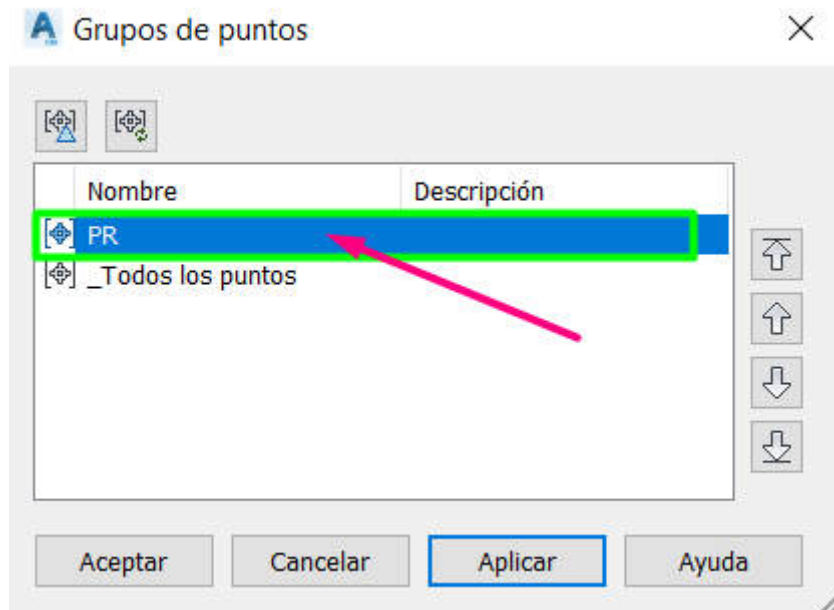 Grupos de puntos
Nombre Descripción
PR
_Todos los puntos
Aceptar Cancelar Aplicar Ayuda